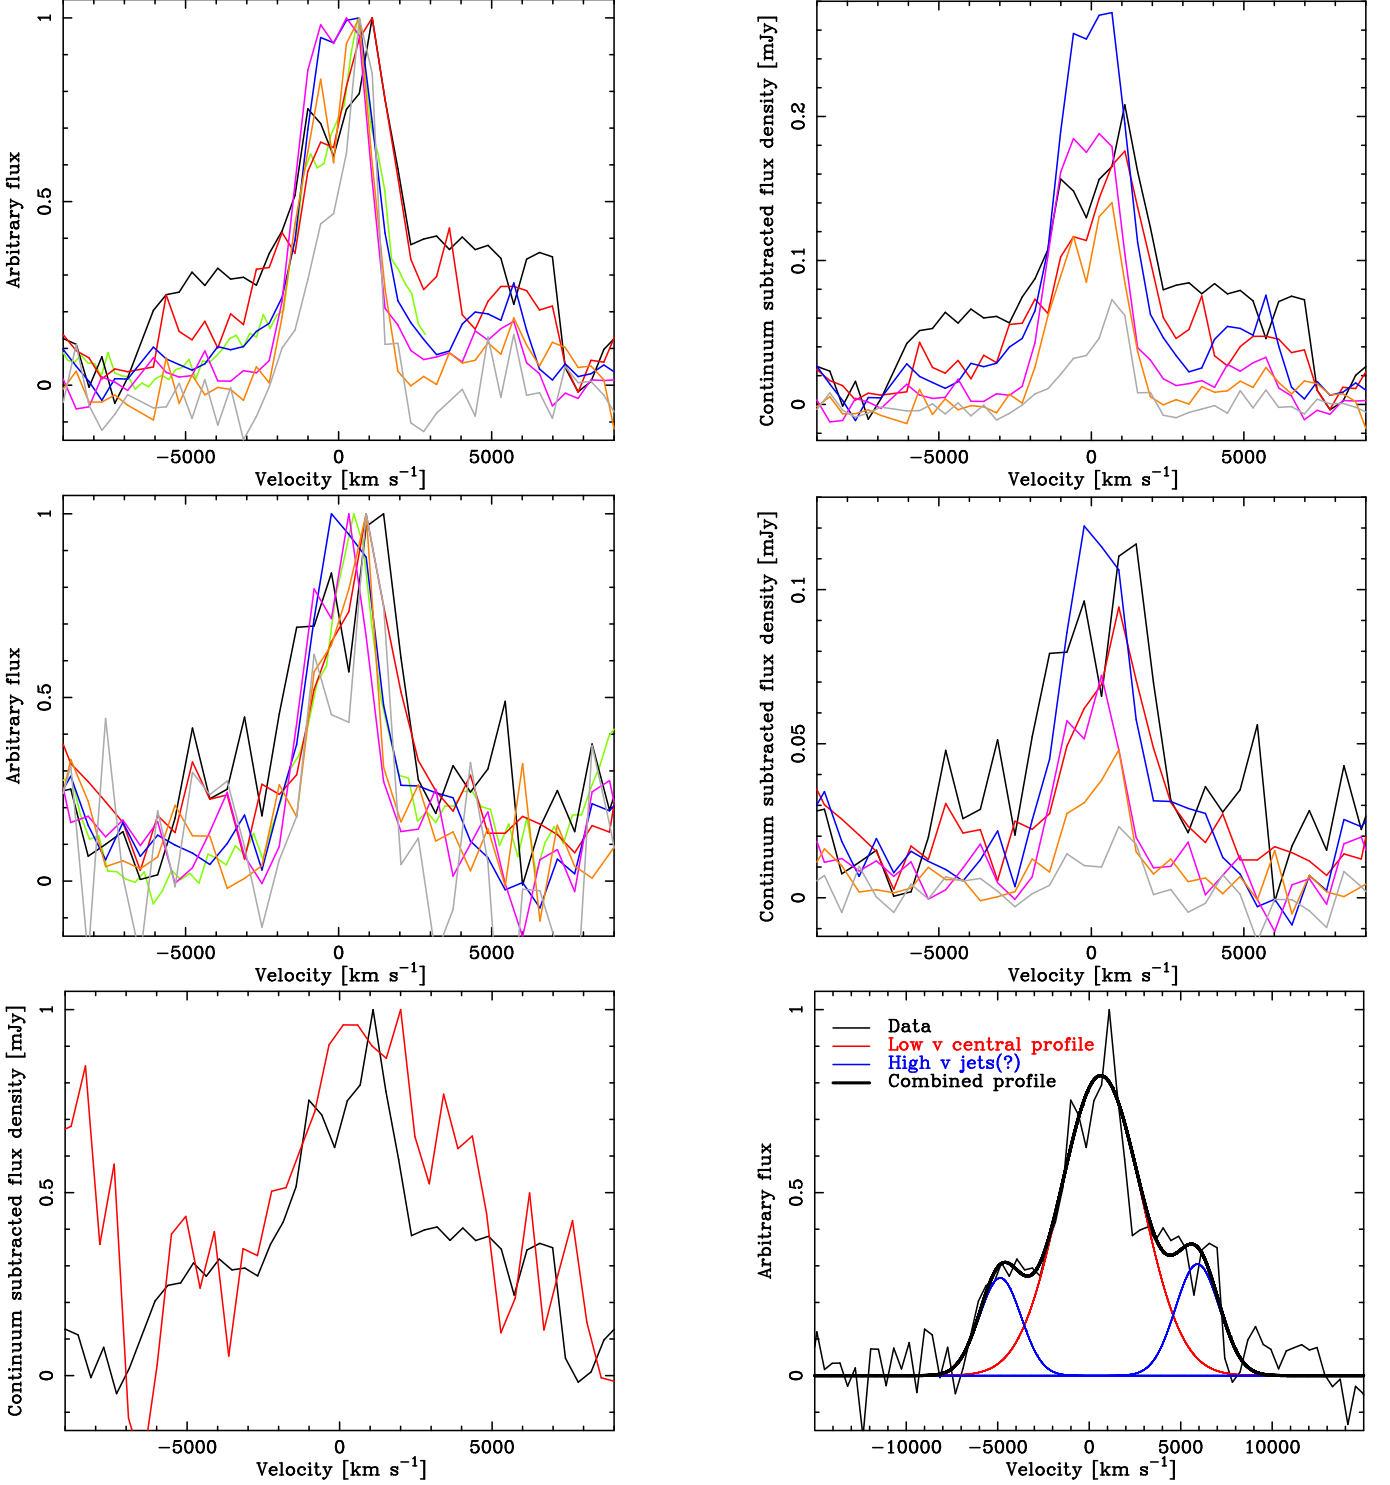 Arbitrary flux
1
0.5
0
−5000 0 5000
Velocity [km s⁻¹]
Continuum subtracted flux density [mJy]
0.2
0.1
0
−5000 0 5000
Velocity [km s⁻¹]
Arbitrary flux
1
0.5
0
−5000 0 5000
Velocity [km s⁻¹]
Continuum subtracted flux density [mJy]
0.1
0.05
0
−5000 0 5000
Velocity [km s⁻¹]
Continuum subtracted flux density [mJy]
1
0.5
0
−5000 0 5000
Velocity [km s⁻¹]
Arbitrary flux
1
0.5
0
Data
Low v central profile
High v jets(?)
Combined profile
−10000 −5000 0 5000 10000
Velocity [km s⁻¹]